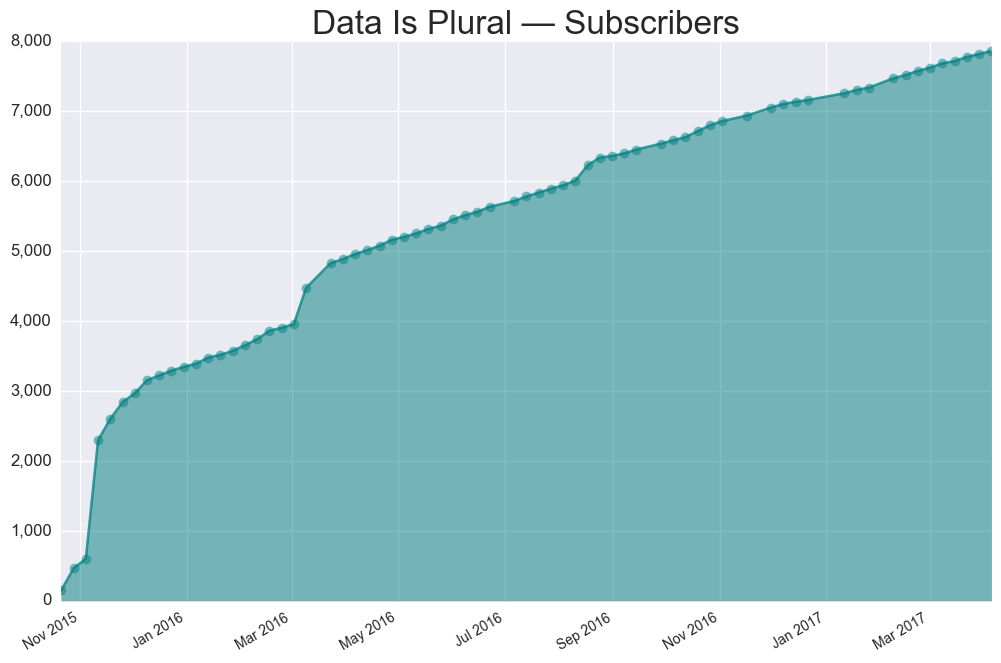 Data Is Plural — Subscribers
8,000
7,000
6,000
5,000
4,000
3,000
2,000
1,000
0
Nov 2015
Jan 2016
Mar 2016
May 2016
Jul 2016
Sep 2016
Nov 2016
Jan 2017
Mar 2017